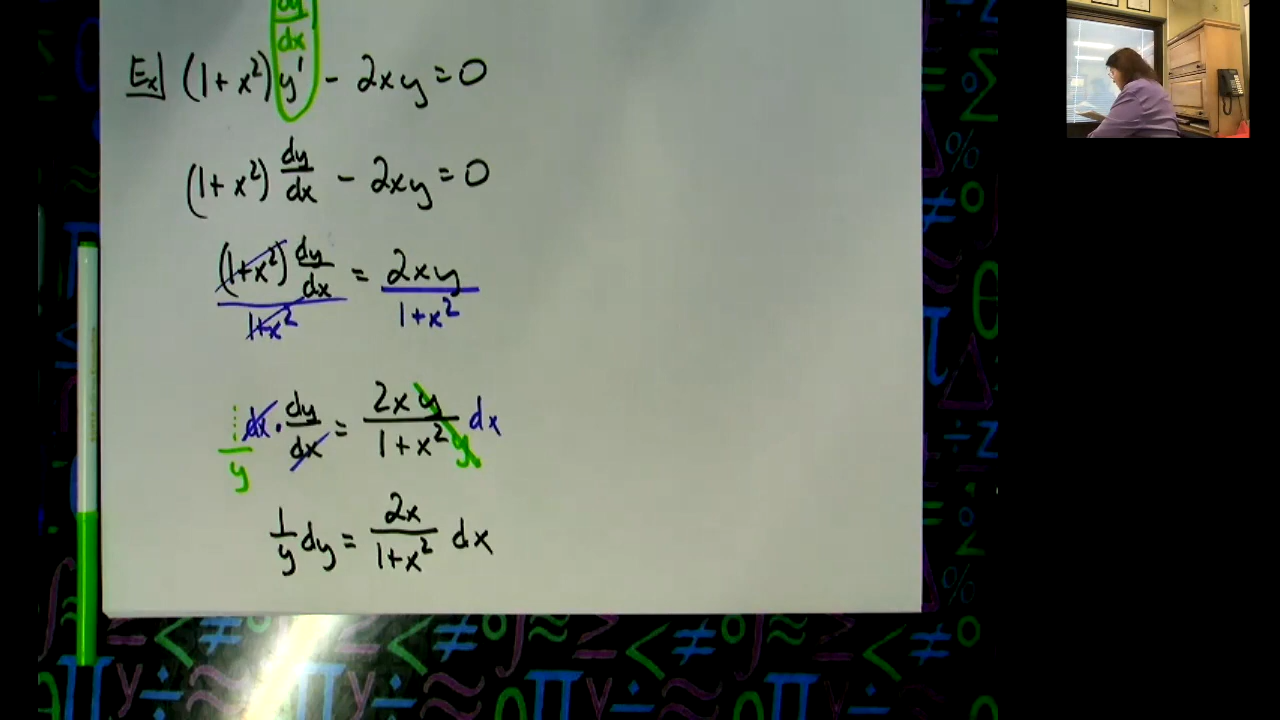 dy/dx
Ex] (1+x²) y' - 2xy = 0
(1+x²) dy/dx - 2xy = 0
(1+x²) dy/dx / 1+x² = 2xy / 1+x²
1/y dx · dy/dx = 2xy / 1+x² y dx
1/y dy = 2x / 1+x² dx